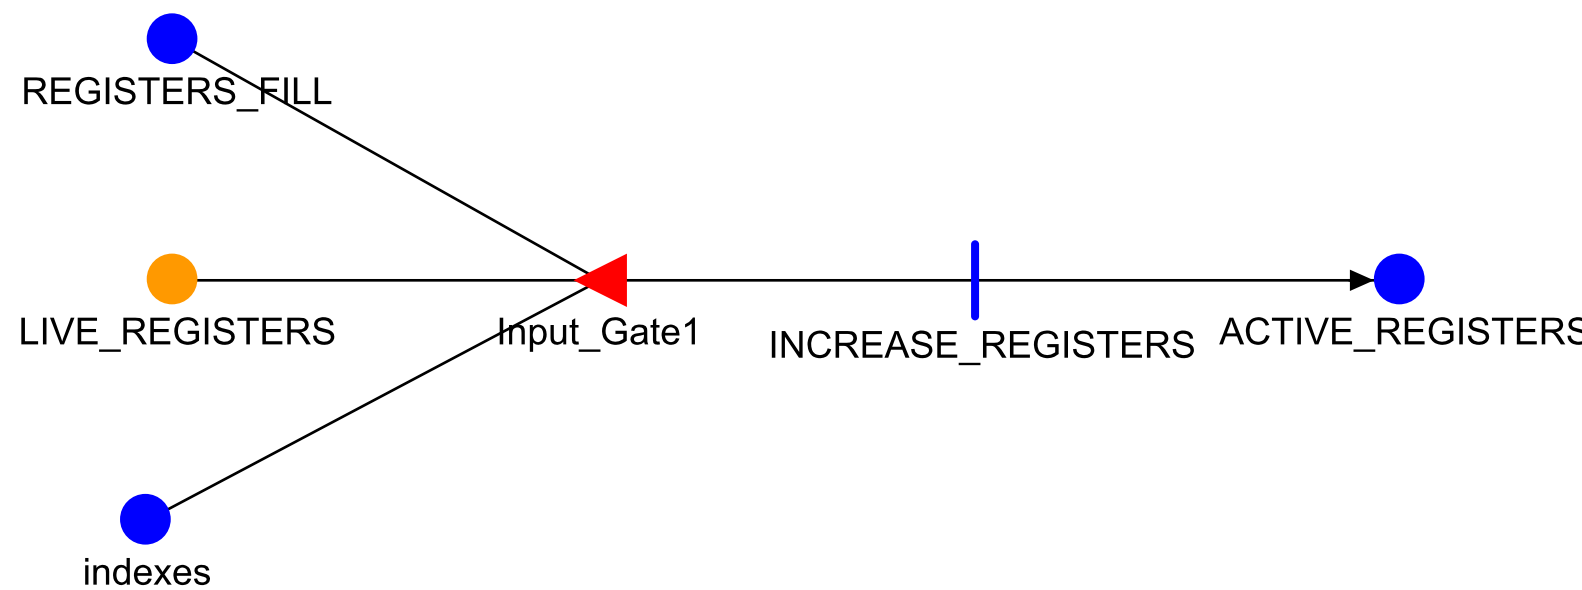 REGISTERS_FILL
LIVE_REGISTERS
Input_Gate1
INCREASE_REGISTERS
ACTIVE_REGISTERS
indexes